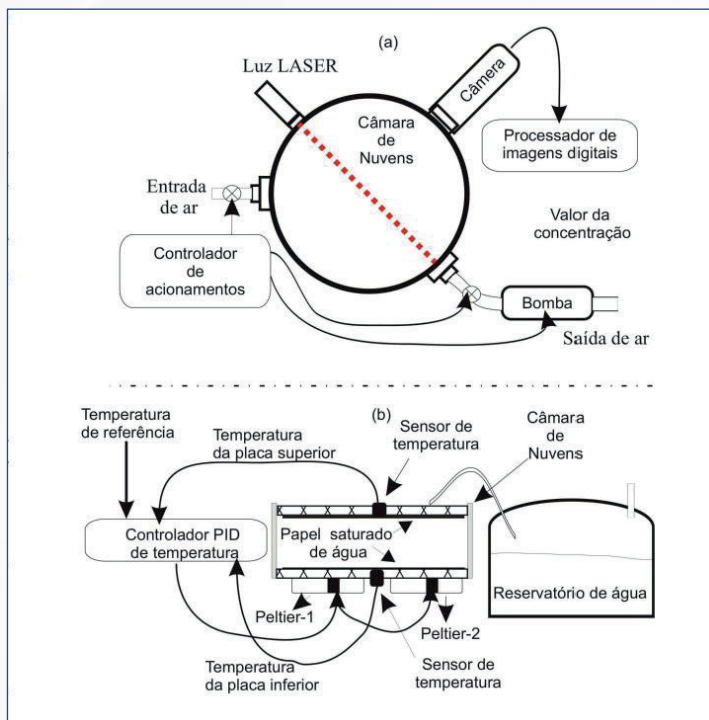 (a)
Luz LASER
Câmera
Câmara
de
Nuvens
Processador de
imagens digitais
Entrada
de ar
Valor da
concentração
Controlador
de
acionamentos
Bomba
Saída de ar
(b)
Temperatura
de referência
Temperatura
da placa superior
Sensor de
temperatura
Câmara
de
Nuvens
Controlador PID
de temperatura
Papel saturado
de água
Reservatório de água
Peltier-1
Peltier-2
Temperatura
da placa inferior
Sensor de
temperatura